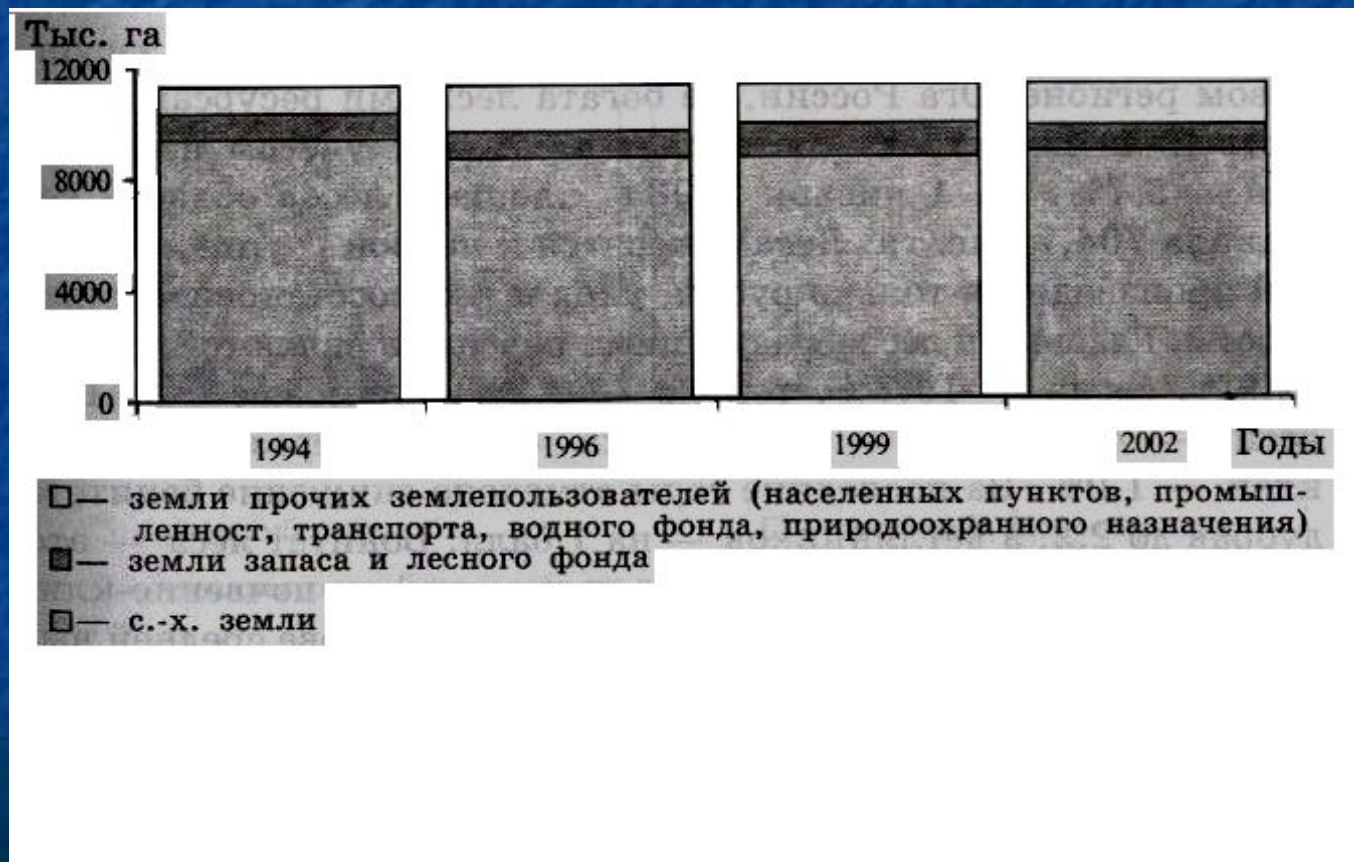 Тыс. га
12000
8000
4000
0
1994 1996 1999 2002 Годы
— земли прочих землепользователей (населенных пунктов, промыш-
ленност, транспорта, водного фонда, природоохранного назначения)
— земли запаса и лесного фонда
— с.-х. земли